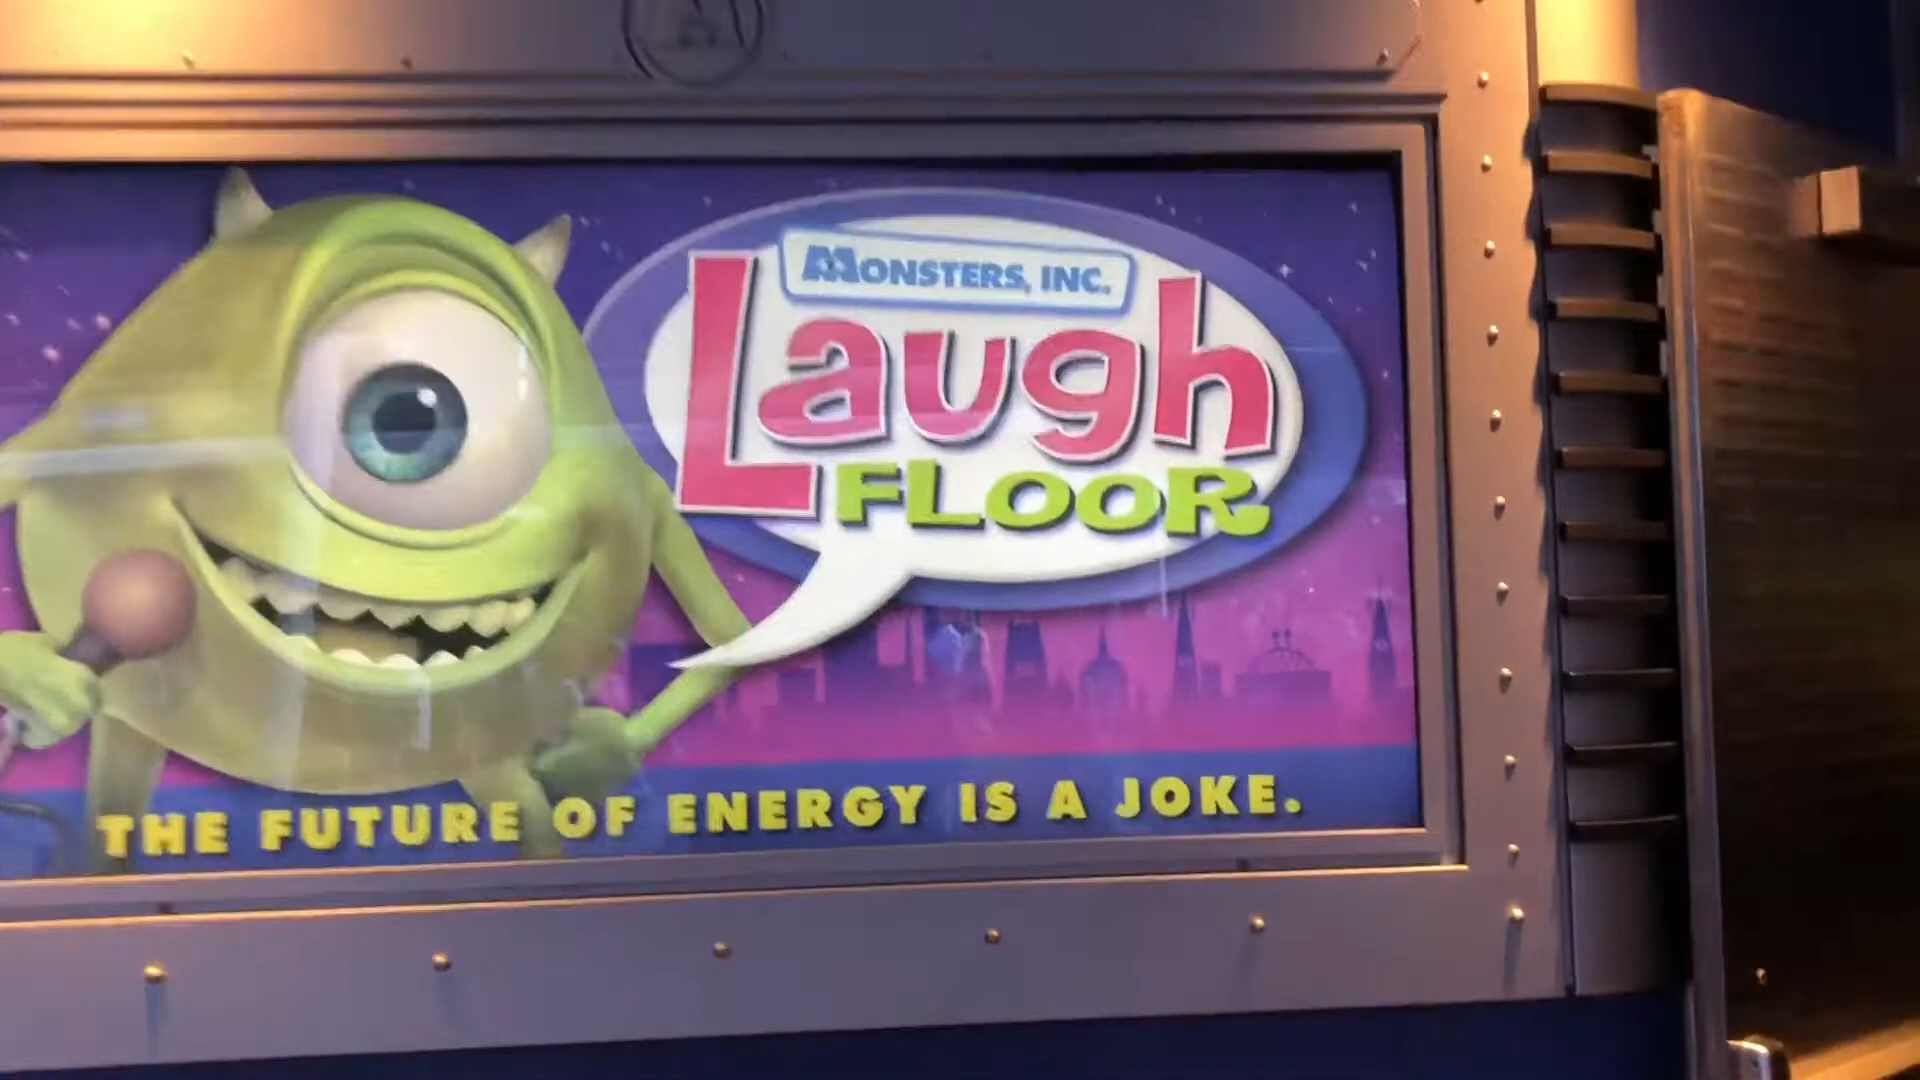 MONSTERS, INC.
Laugh
FLOOR
THE FUTURE OF ENERGY IS A JOKE.